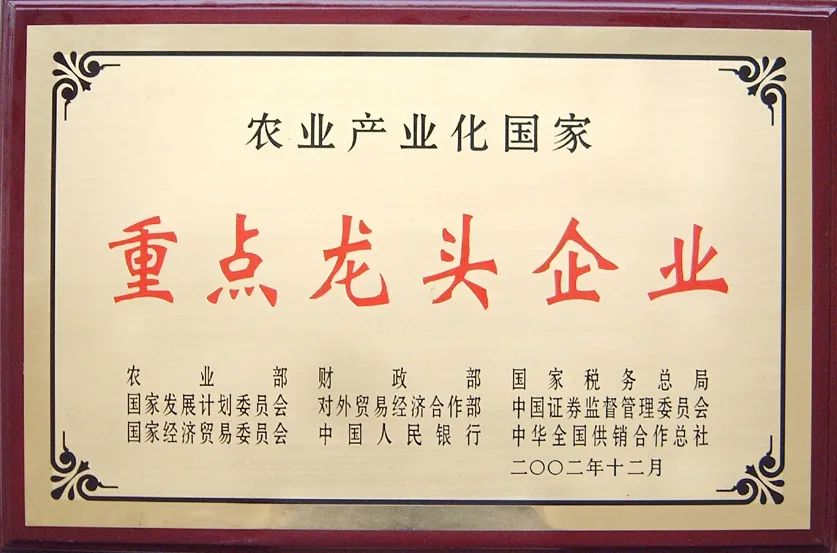 农业产业化国家
重点龙头企业
农业部 财政部 国家税务总局
国家发展计划委员会 对外贸易经济合作部 中国证券监督管理委员会
国家经济贸易委员会 中国人民银行 中华全国供销合作总社
二〇〇二年十二月